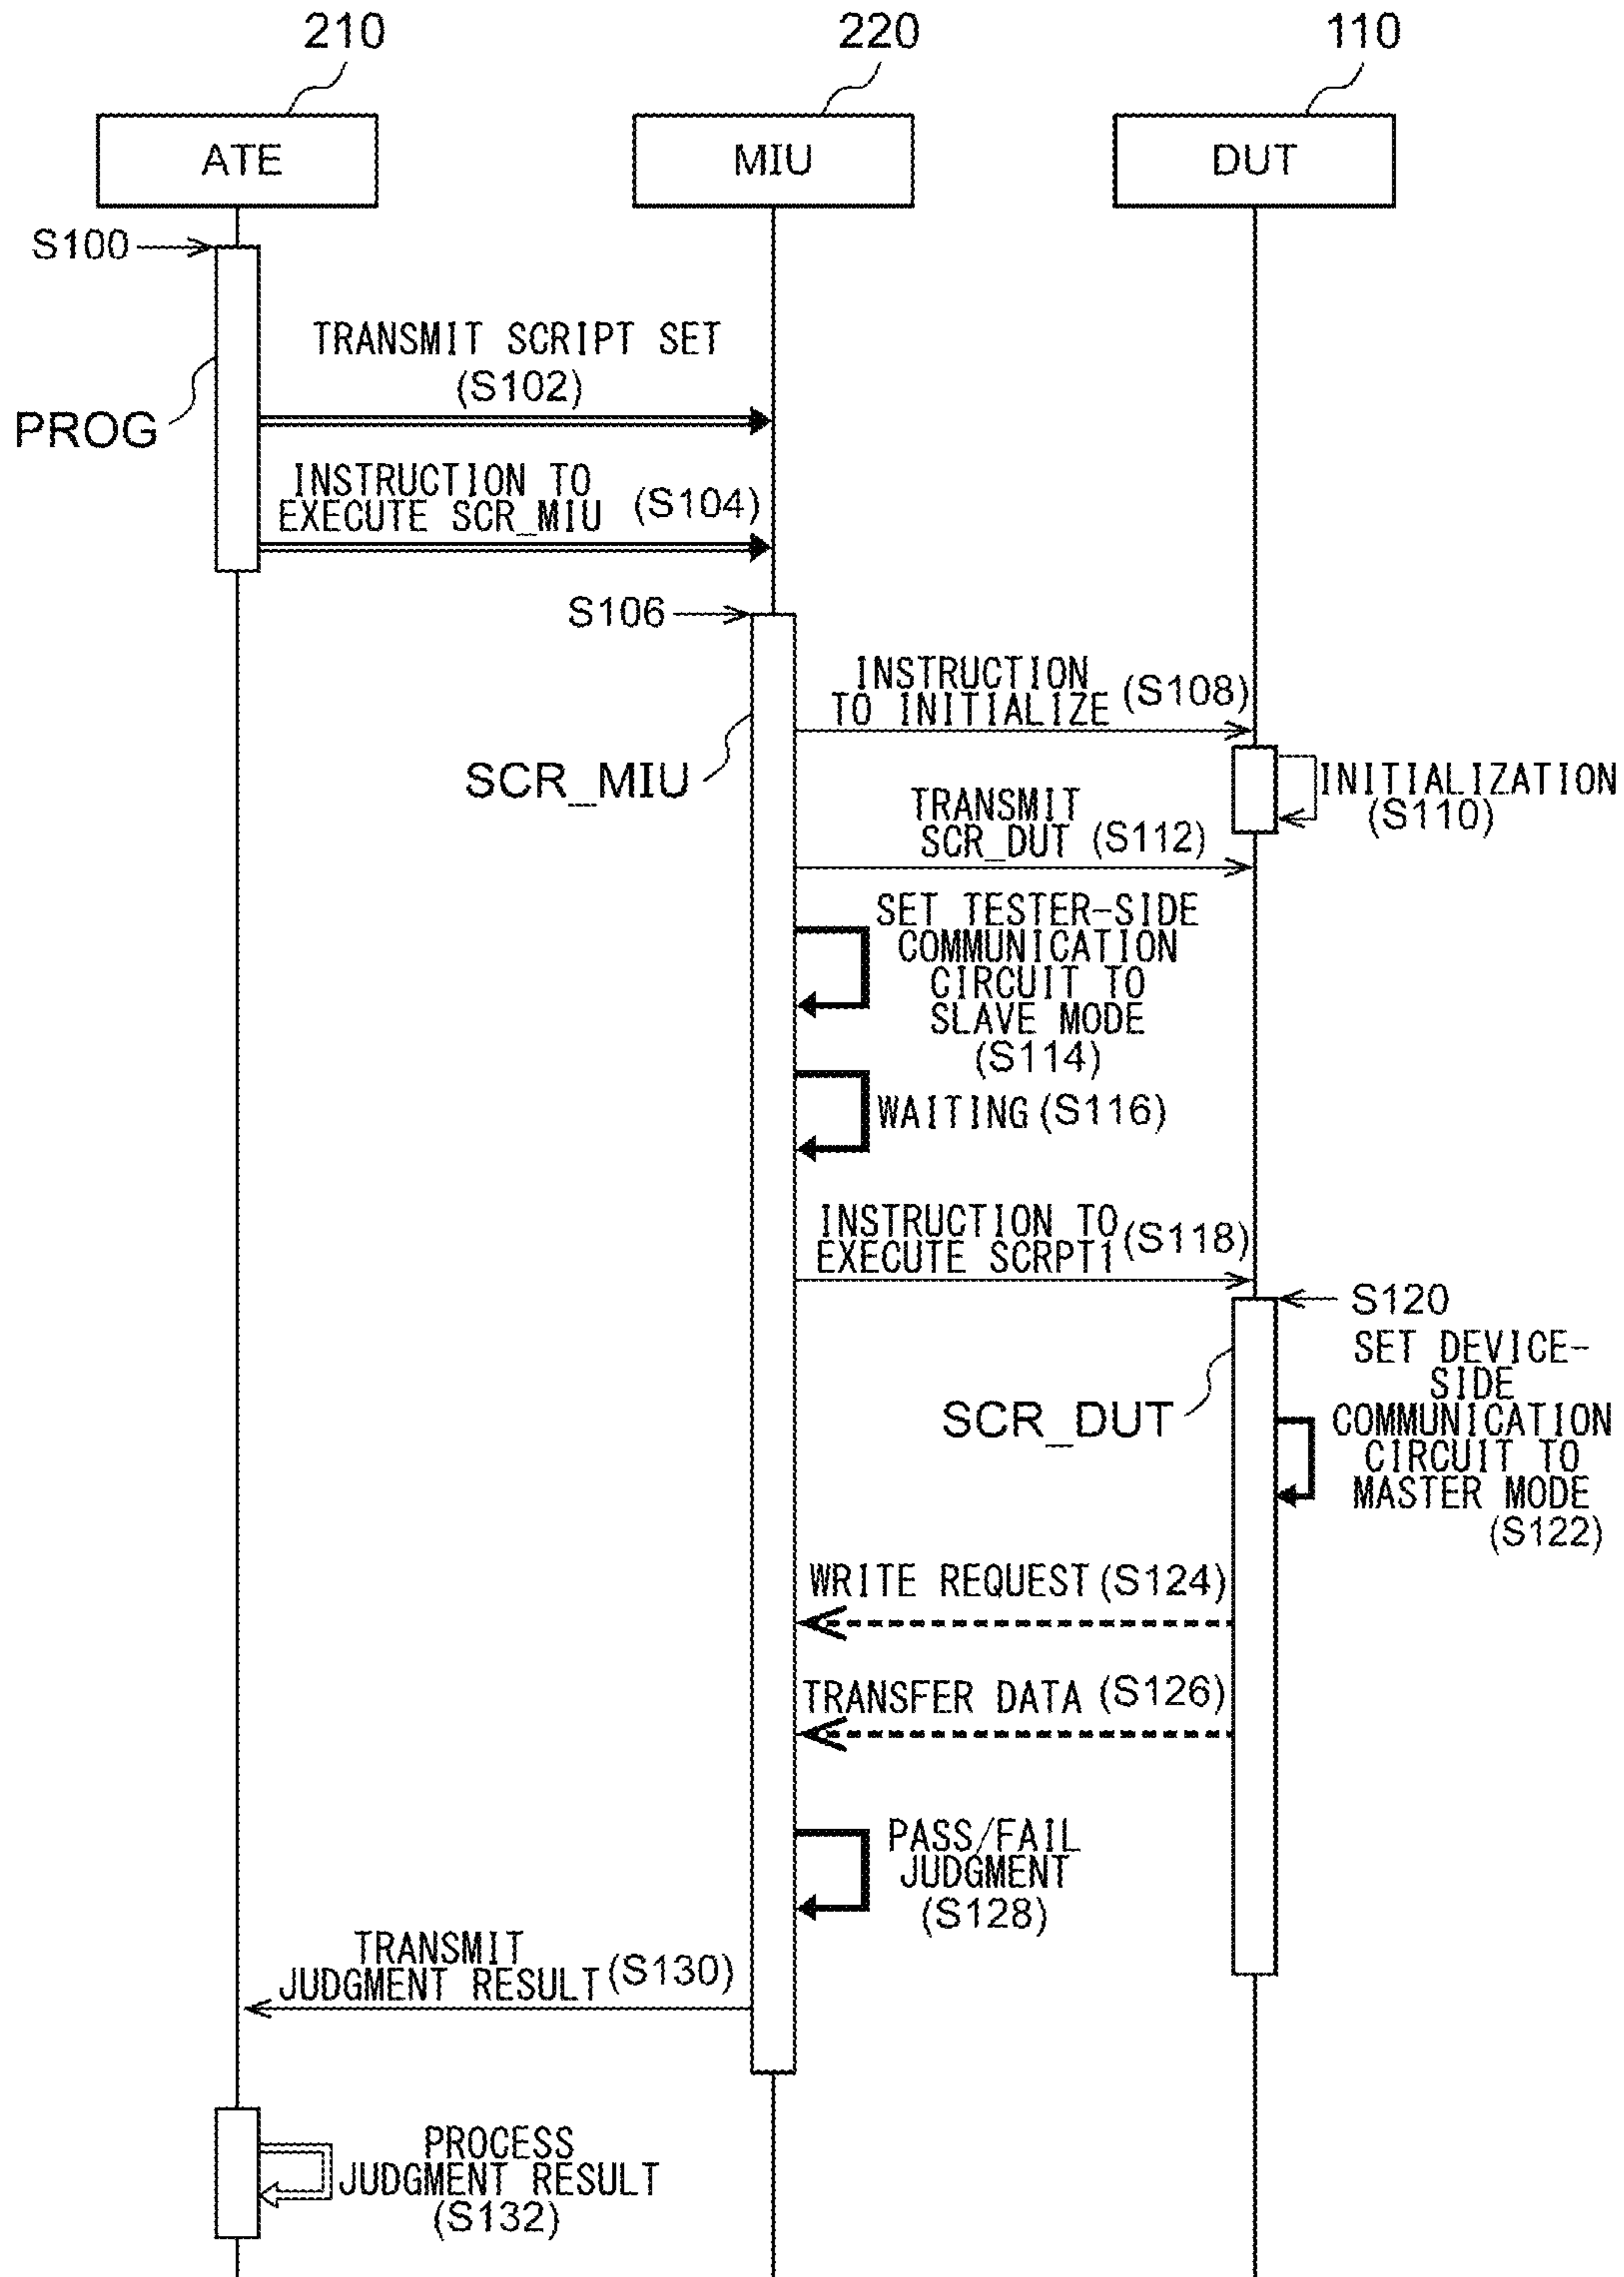 210
220
110
ATE
MIU
DUT
S100
TRANSMIT SCRIPT SET
(S102)
PROG
INSTRUCTION TO
EXECUTE SCR_MIU (S104)
S106
INSTRUCTION
TO INITIALIZE (S108)
SCR_MIU
INITIALIZATION
(S110)
TRANSMIT
SCR_DUT (S112)
SET TESTER-SIDE
COMMUNICATION
CIRCUIT TO
SLAVE MODE
(S114)
WAITING (S116)
INSTRUCTION TO
EXECUTE SCRPT1 (S118)
S120
SCR_DUT
SET DEVICE-
SIDE
COMMUNICATION
CIRCUIT TO
MASTER MODE
(S122)
WRITE REQUEST (S124)
TRANSFER DATA (S126)
PASS/FAIL
JUDGMENT
(S128)
TRANSMIT
JUDGMENT RESULT (S130)
PROCESS
JUDGMENT RESULT
(S132)